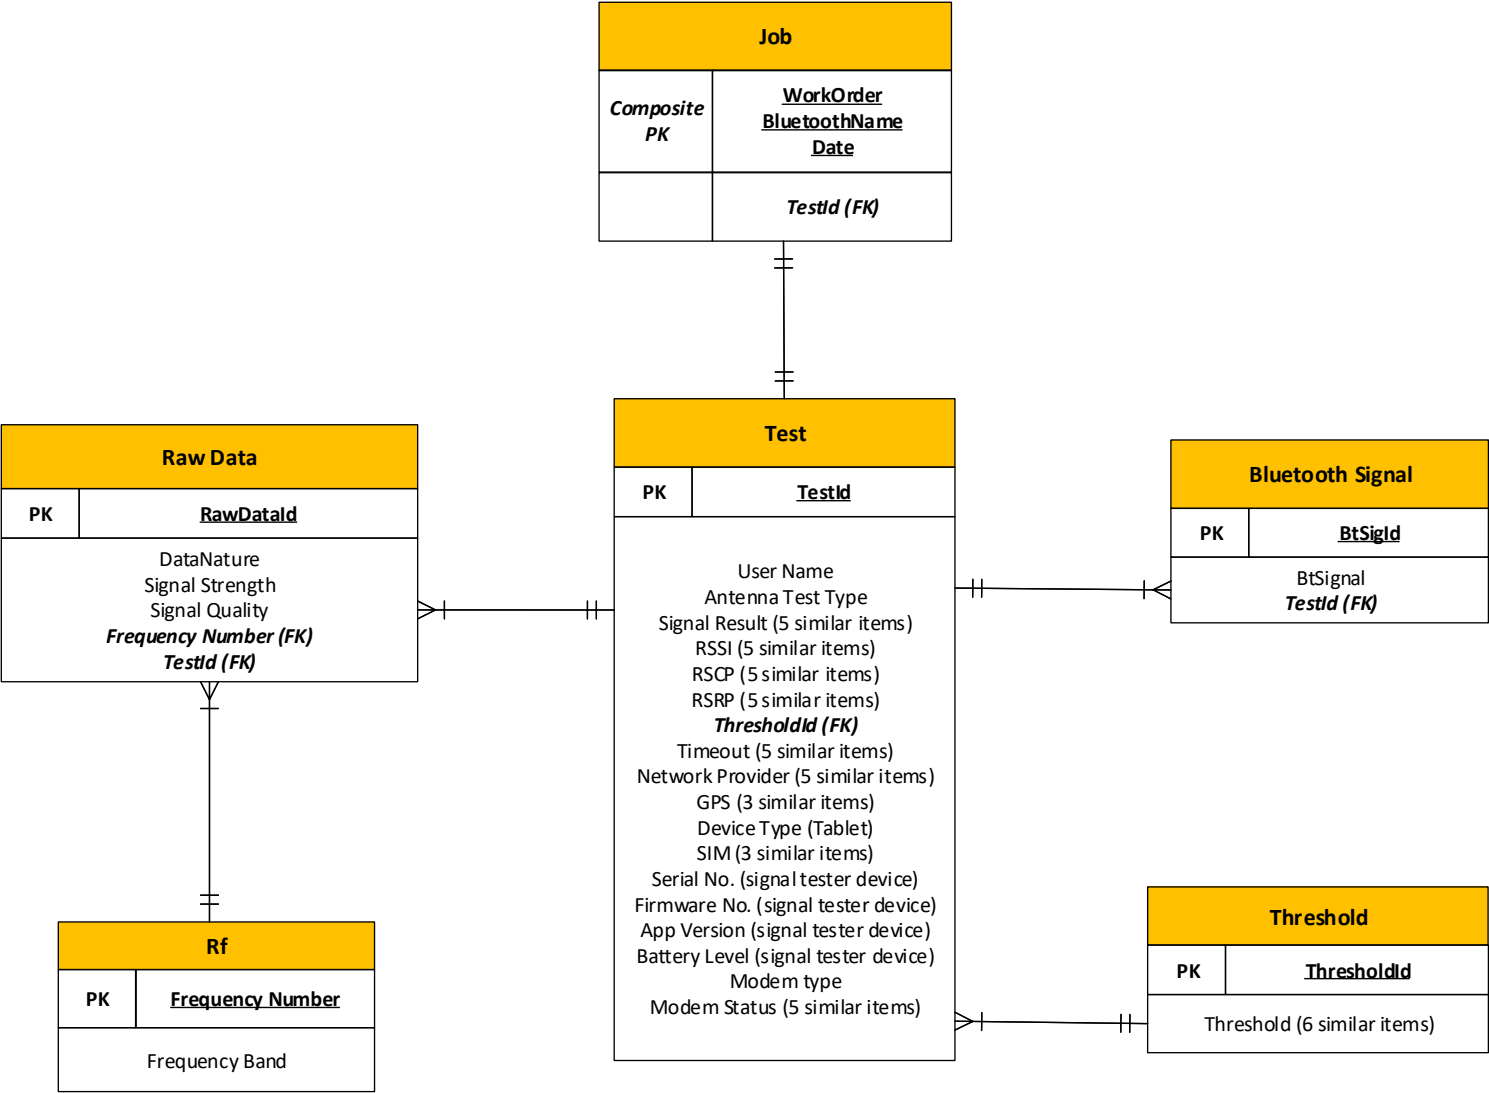 Job
Composite
PK
WorkOrder
BluetoothName
Date
TestId (FK)
Raw Data
PK
RawDataId
DataNature
Signal Strength
Signal Quality
Frequency Number (FK)
TestId (FK)
Test
PK
TestId
User Name
Antenna Test Type
Signal Result (5 similar items)
RSSI (5 similar items)
RSCP (5 similar items)
RSRP (5 similar items)
ThresholdId (FK)
Timeout (5 similar items)
Network Provider (5 similar items)
GPS (3 similar items)
Device Type (Tablet)
SIM (3 similar items)
Serial No. (signal tester device)
Firmware No. (signal tester device)
App Version (signal tester device)
Battery Level (signal tester device)
Modem type
Modem Status (5 similar items)
Bluetooth Signal
PK
BtSigId
BtSignal
TestId (FK)
Rf
PK
Frequency Number
Frequency Band
Threshold
PK
ThresholdId
Threshold (6 similar items)